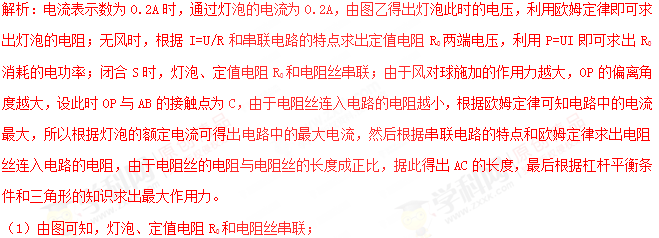 解析：电流表示数为 0.2A 时，通过灯泡的电流为 0.2A，由图乙得出灯泡此时的电压，利用欧姆定律即可求
出灯泡的电阻；无风时，根据 I=U/R 和串联电路的特点求出定值电阻 R₀两端电压，利用 P=UI 即可求出 R₀
消耗的电功率；闭合 S 时，灯泡、定值电阻 R₀和电阻丝串联；由于风对球施加的作用力越大，OP 的偏离角
度越大，设此时 OP 与 AB 的接触点为 C，由于电阻丝连入电路的电阻越小，根据欧姆定律可知电路中的电流
最大，所以根据灯泡的额定电流可得出电路中的最大电流，然后根据串联电路的特点和欧姆定律求出电阻
丝连入电路的电阻，由于电阻丝的电阻与电阻丝的长度成正比，据此得出 AC 的长度，最后根据杠杆平衡条
件和三角形的知识求出最大作用力。
（1）由图可知，灯泡、定值电阻 R₀和电阻丝串联；